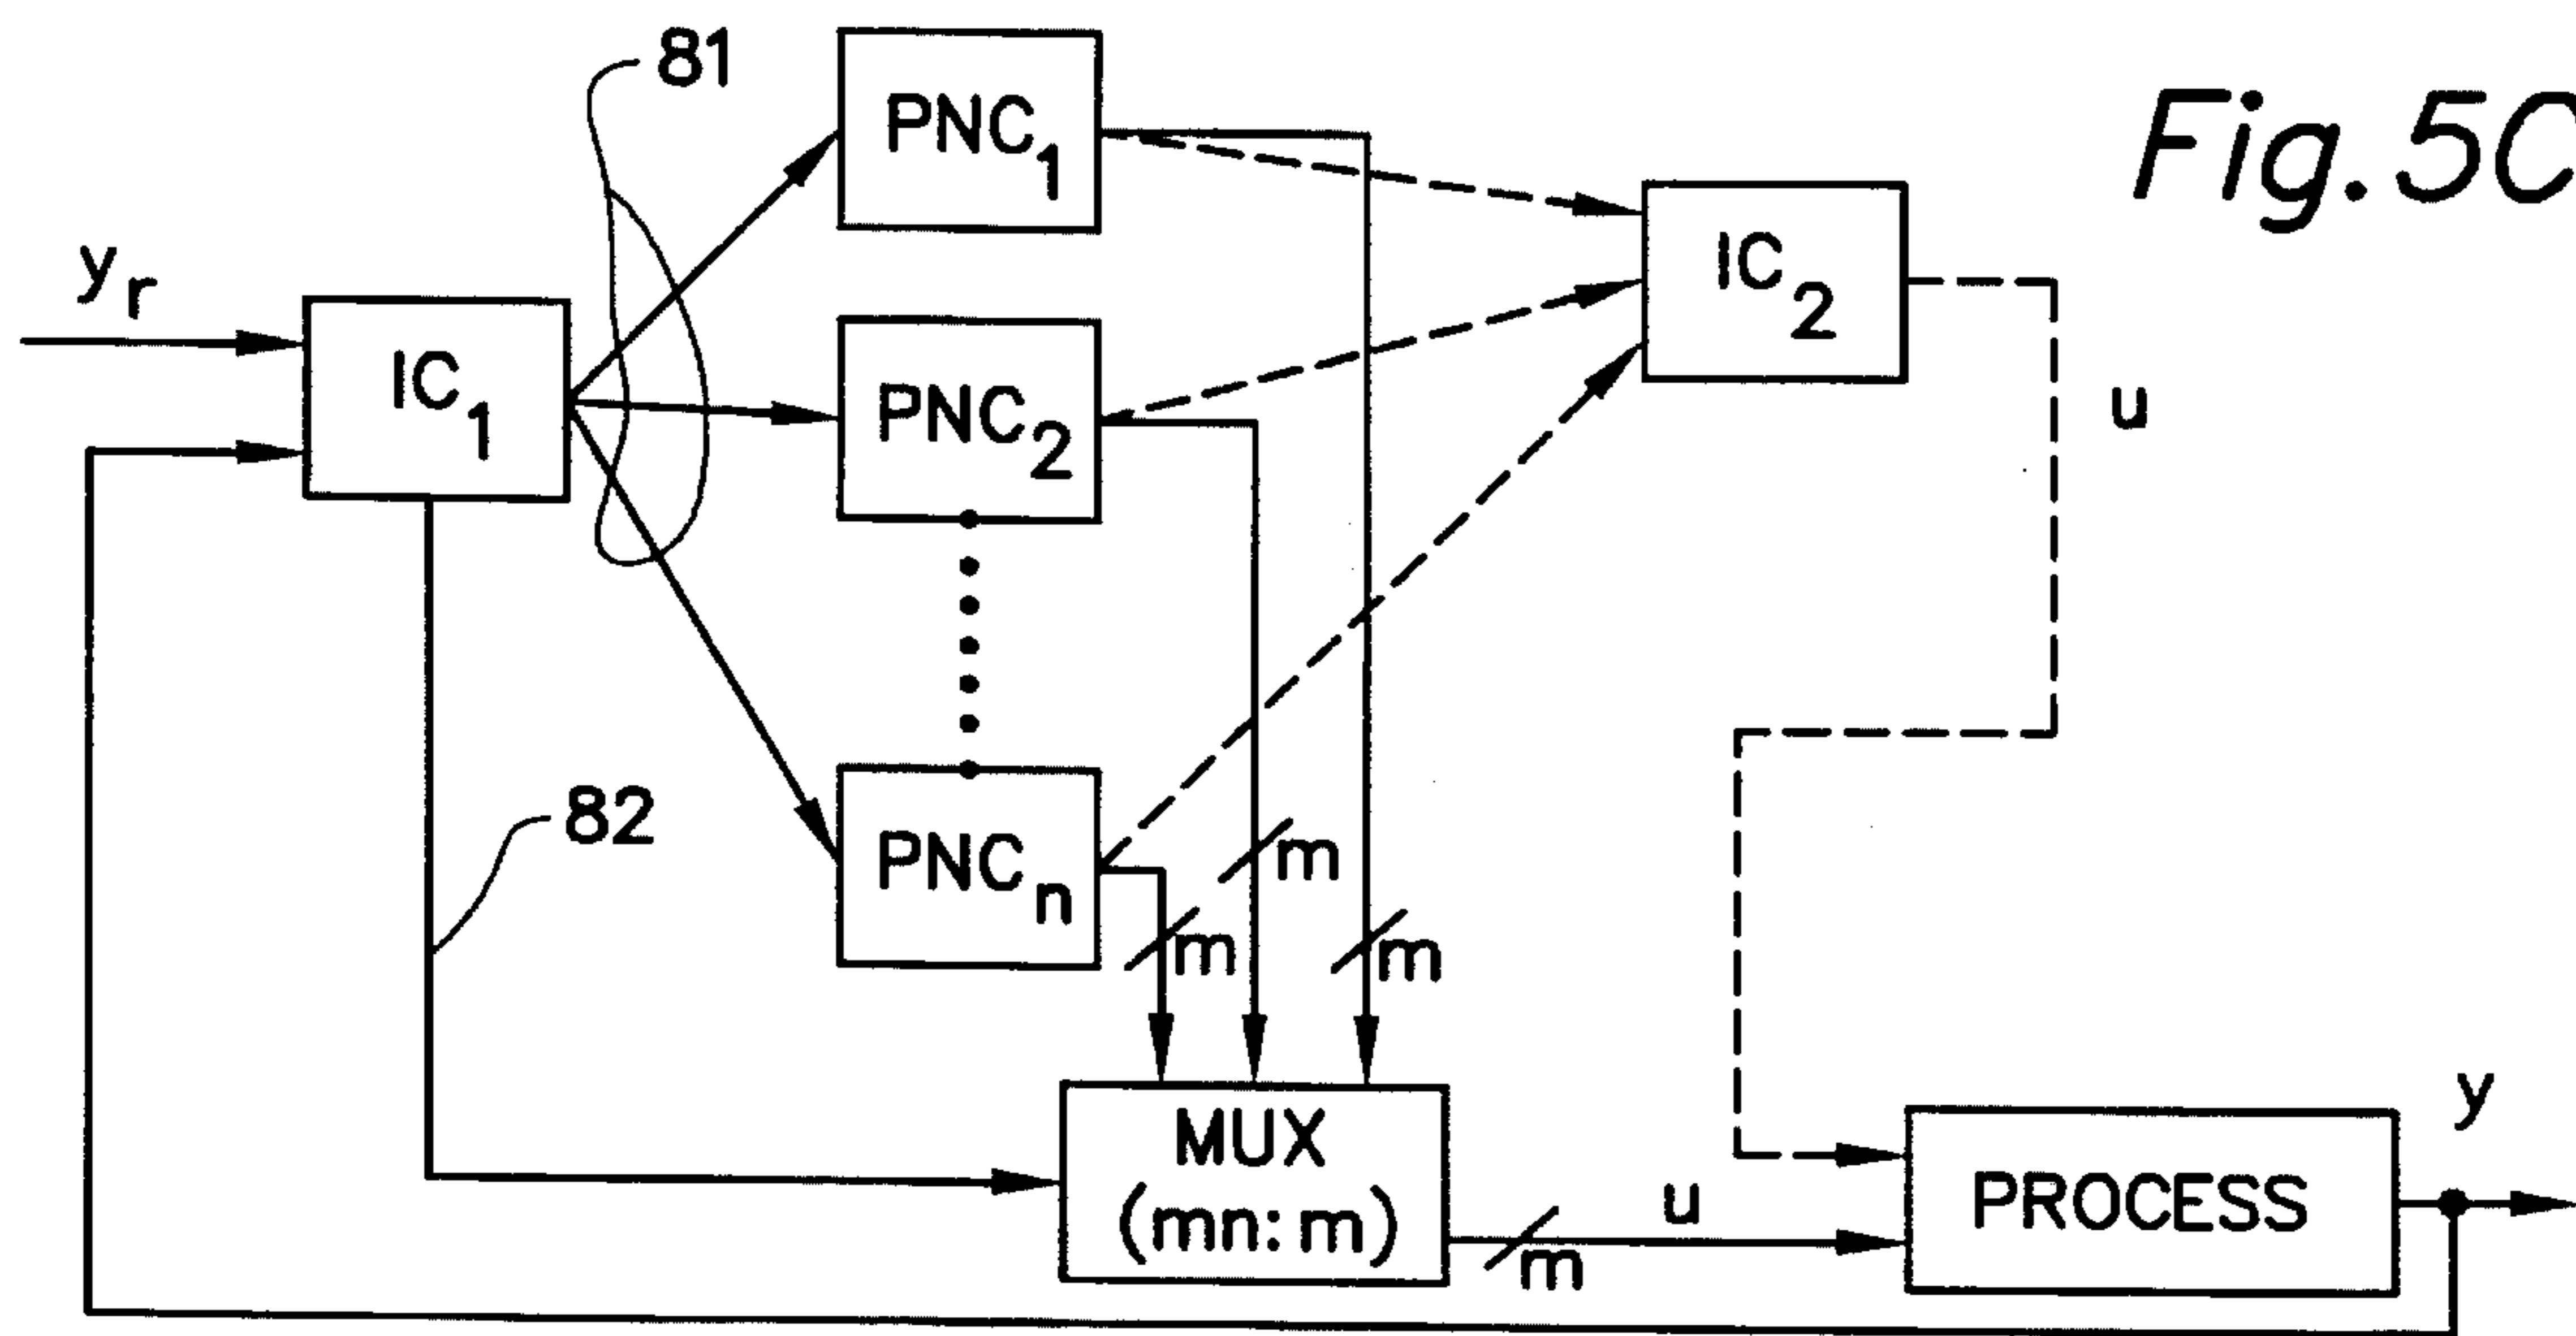 81
Fig. 5C
PNC1
yr
IC1
IC2
PNC2
u
82
PNCn
m
m
m
MUX
(mn: m)
u
m
PROCESS
y